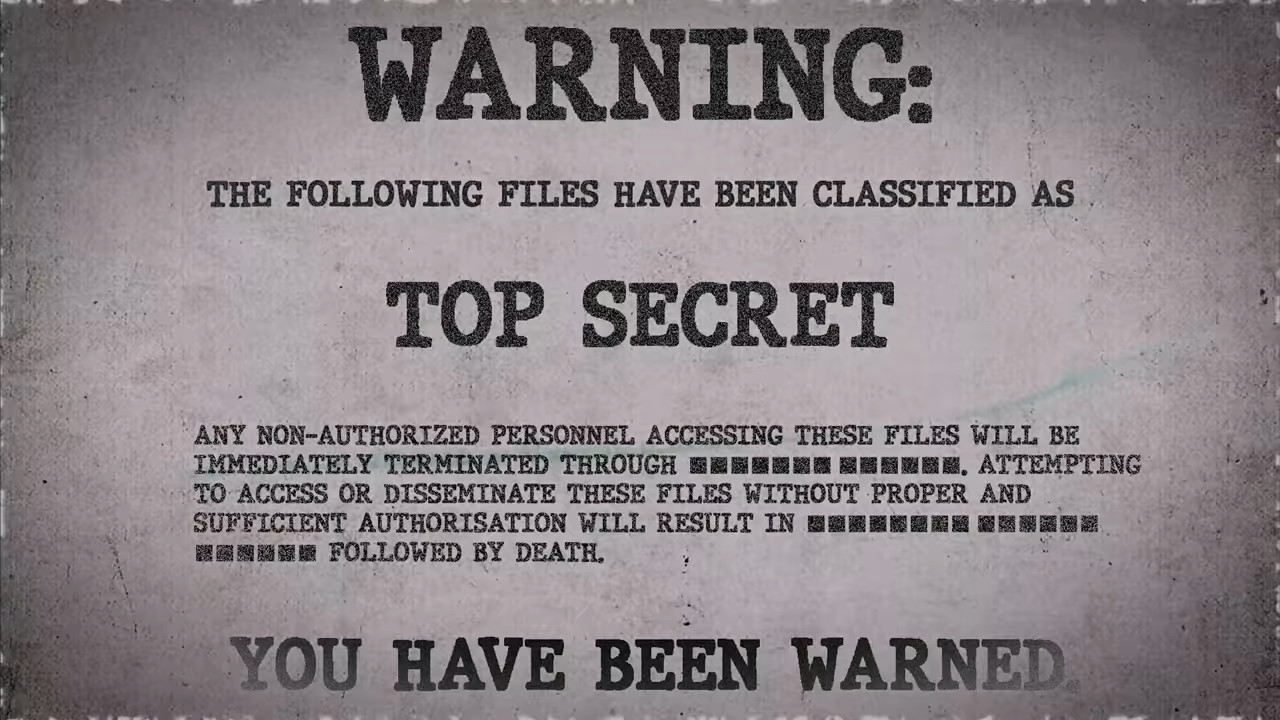 WARNING:
THE FOLLOWING FILES HAVE BEEN CLASSIFIED AS
TOP SECRET
ANY NON-AUTHORIZED PERSONNEL ACCESSING THESE FILES WILL BE
IMMEDIATELY TERMINATED THROUGH ■■■■■■■ ■■■■■■. ATTEMPTING
TO ACCESS OR DISSEMINATE THESE FILES WITHOUT PROPER AND
SUFFICIENT AUTHORISATION WILL RESULT IN ■■■■■■■■ ■■■■■■
■■■■■■ FOLLOWED BY DEATH.
YOU HAVE BEEN WARNED.